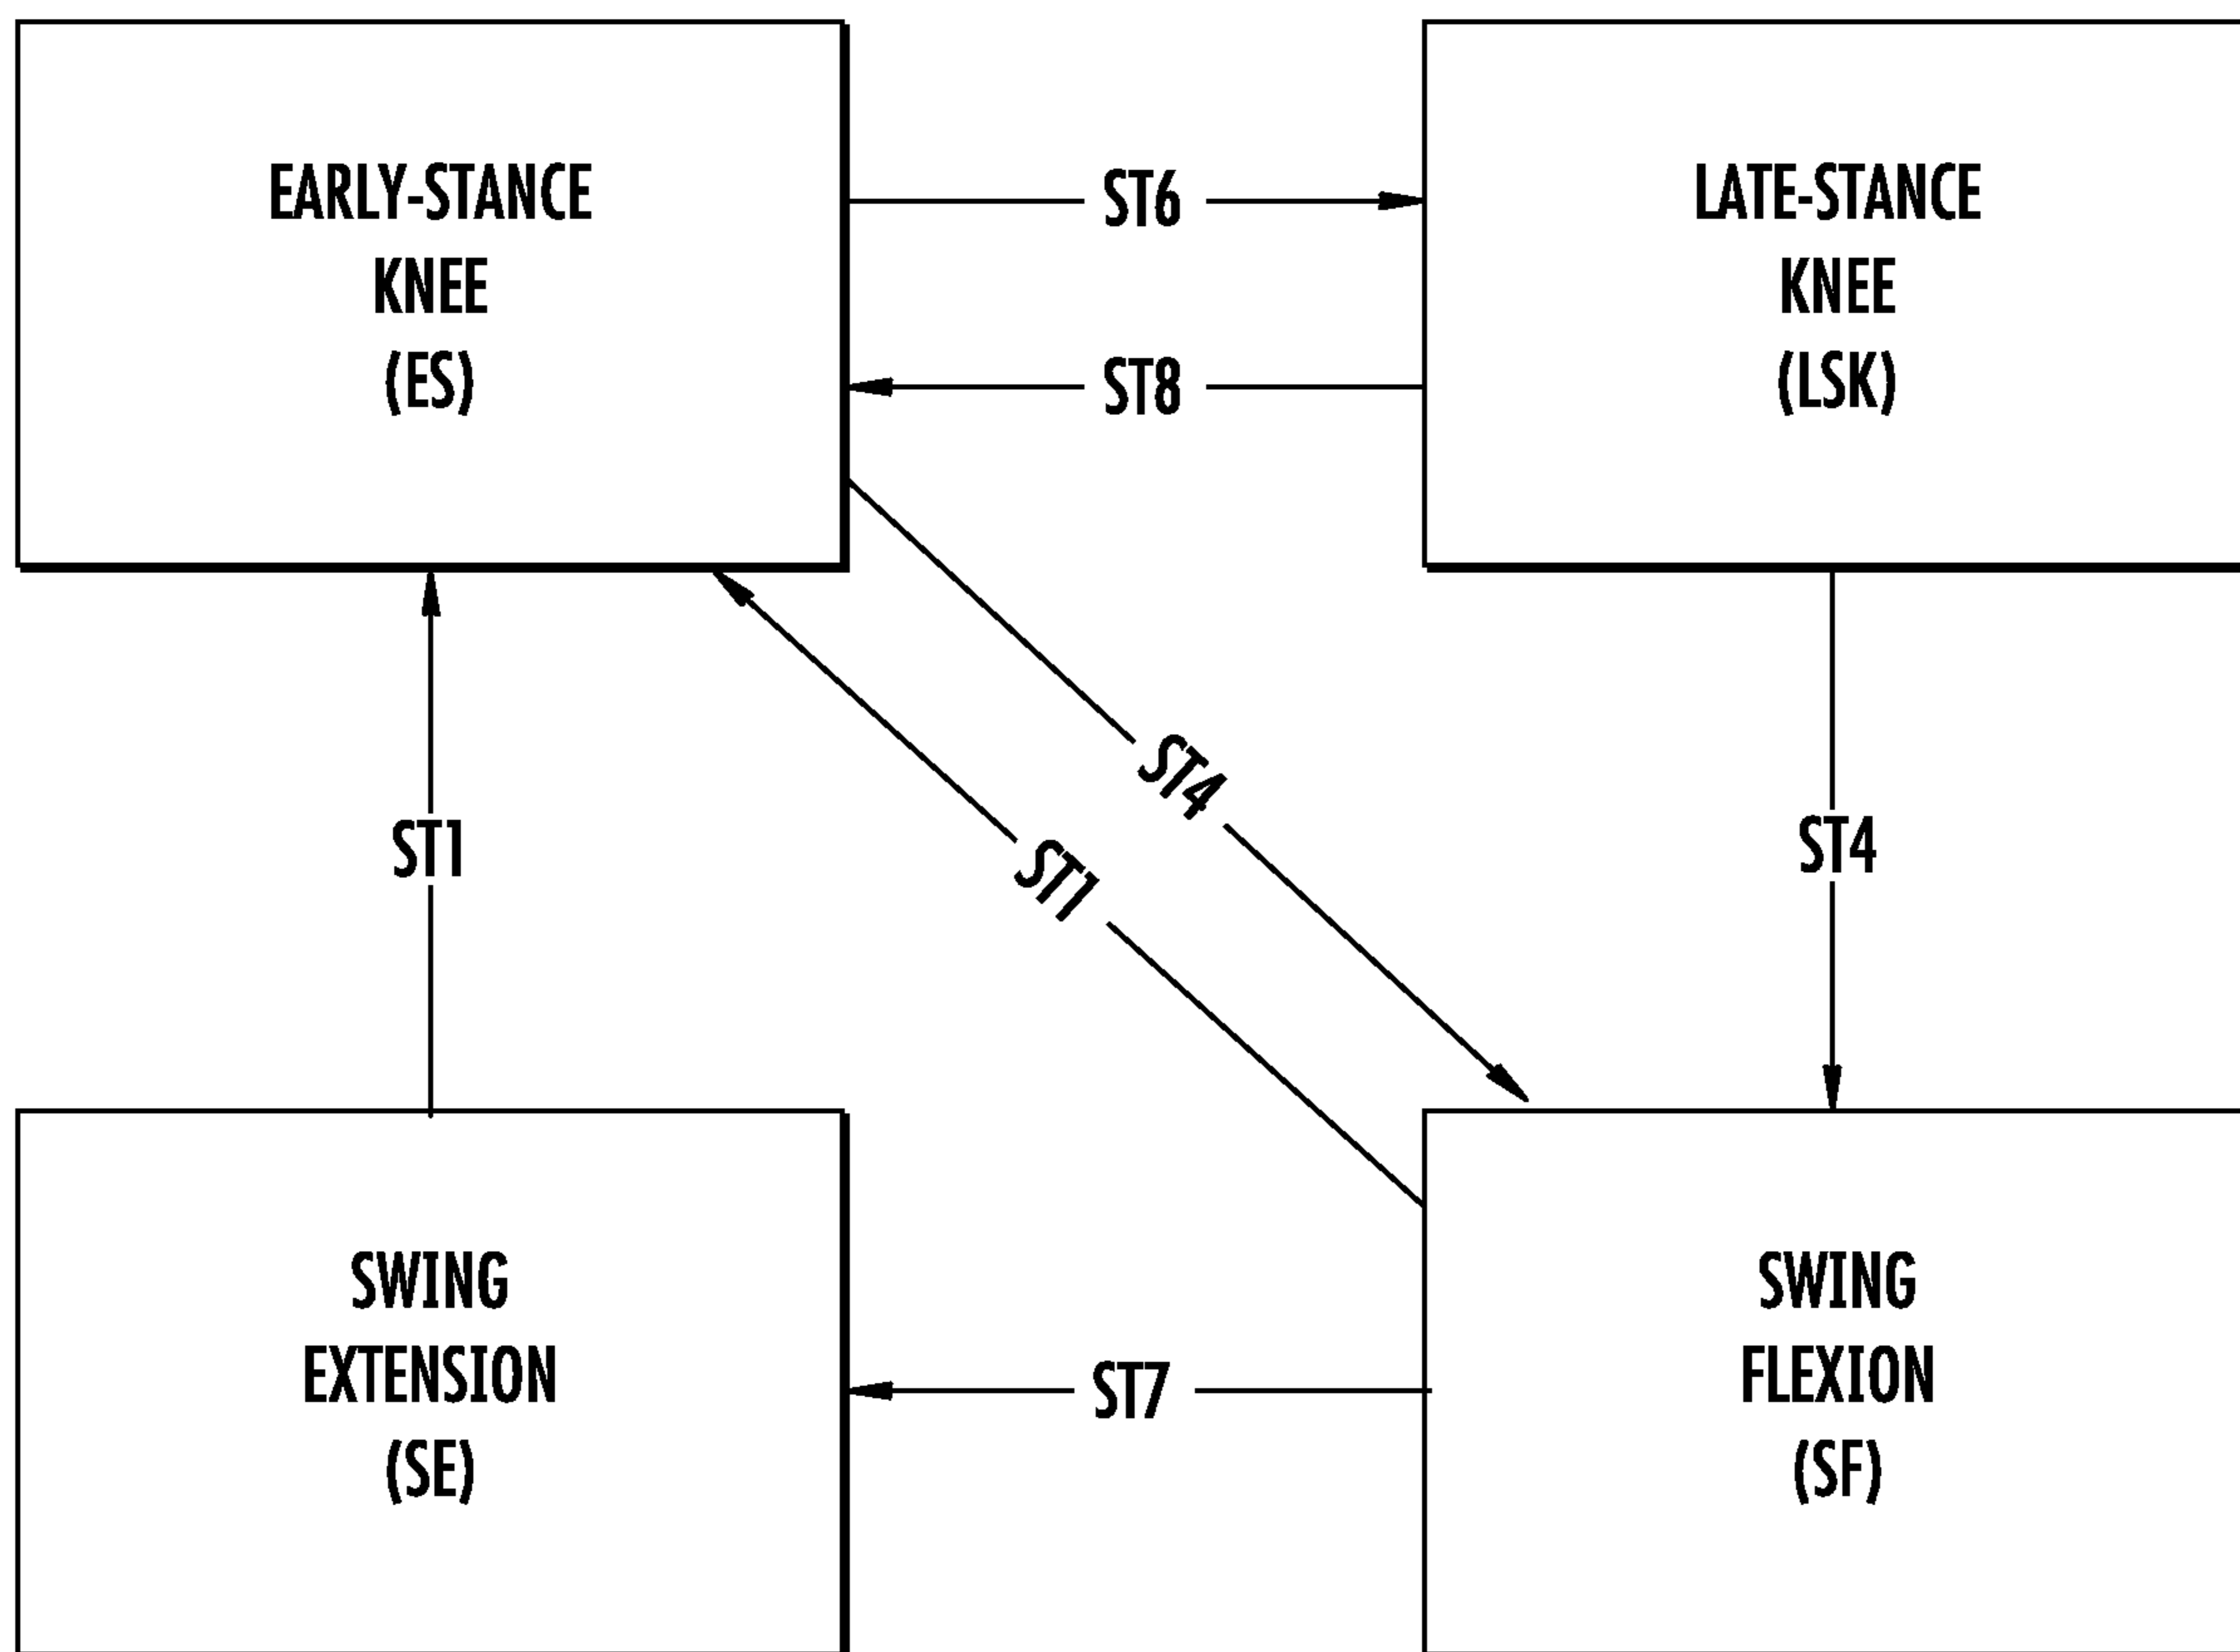 EARLY-STANCE
KNEE
(ES)
ST6
ST8
LATE-STANCE
KNEE
(LSK)
ST1
ST4
ST1
ST4
SWING
EXTENSION
(SE)
ST7
SWING
FLEXION
(SF)